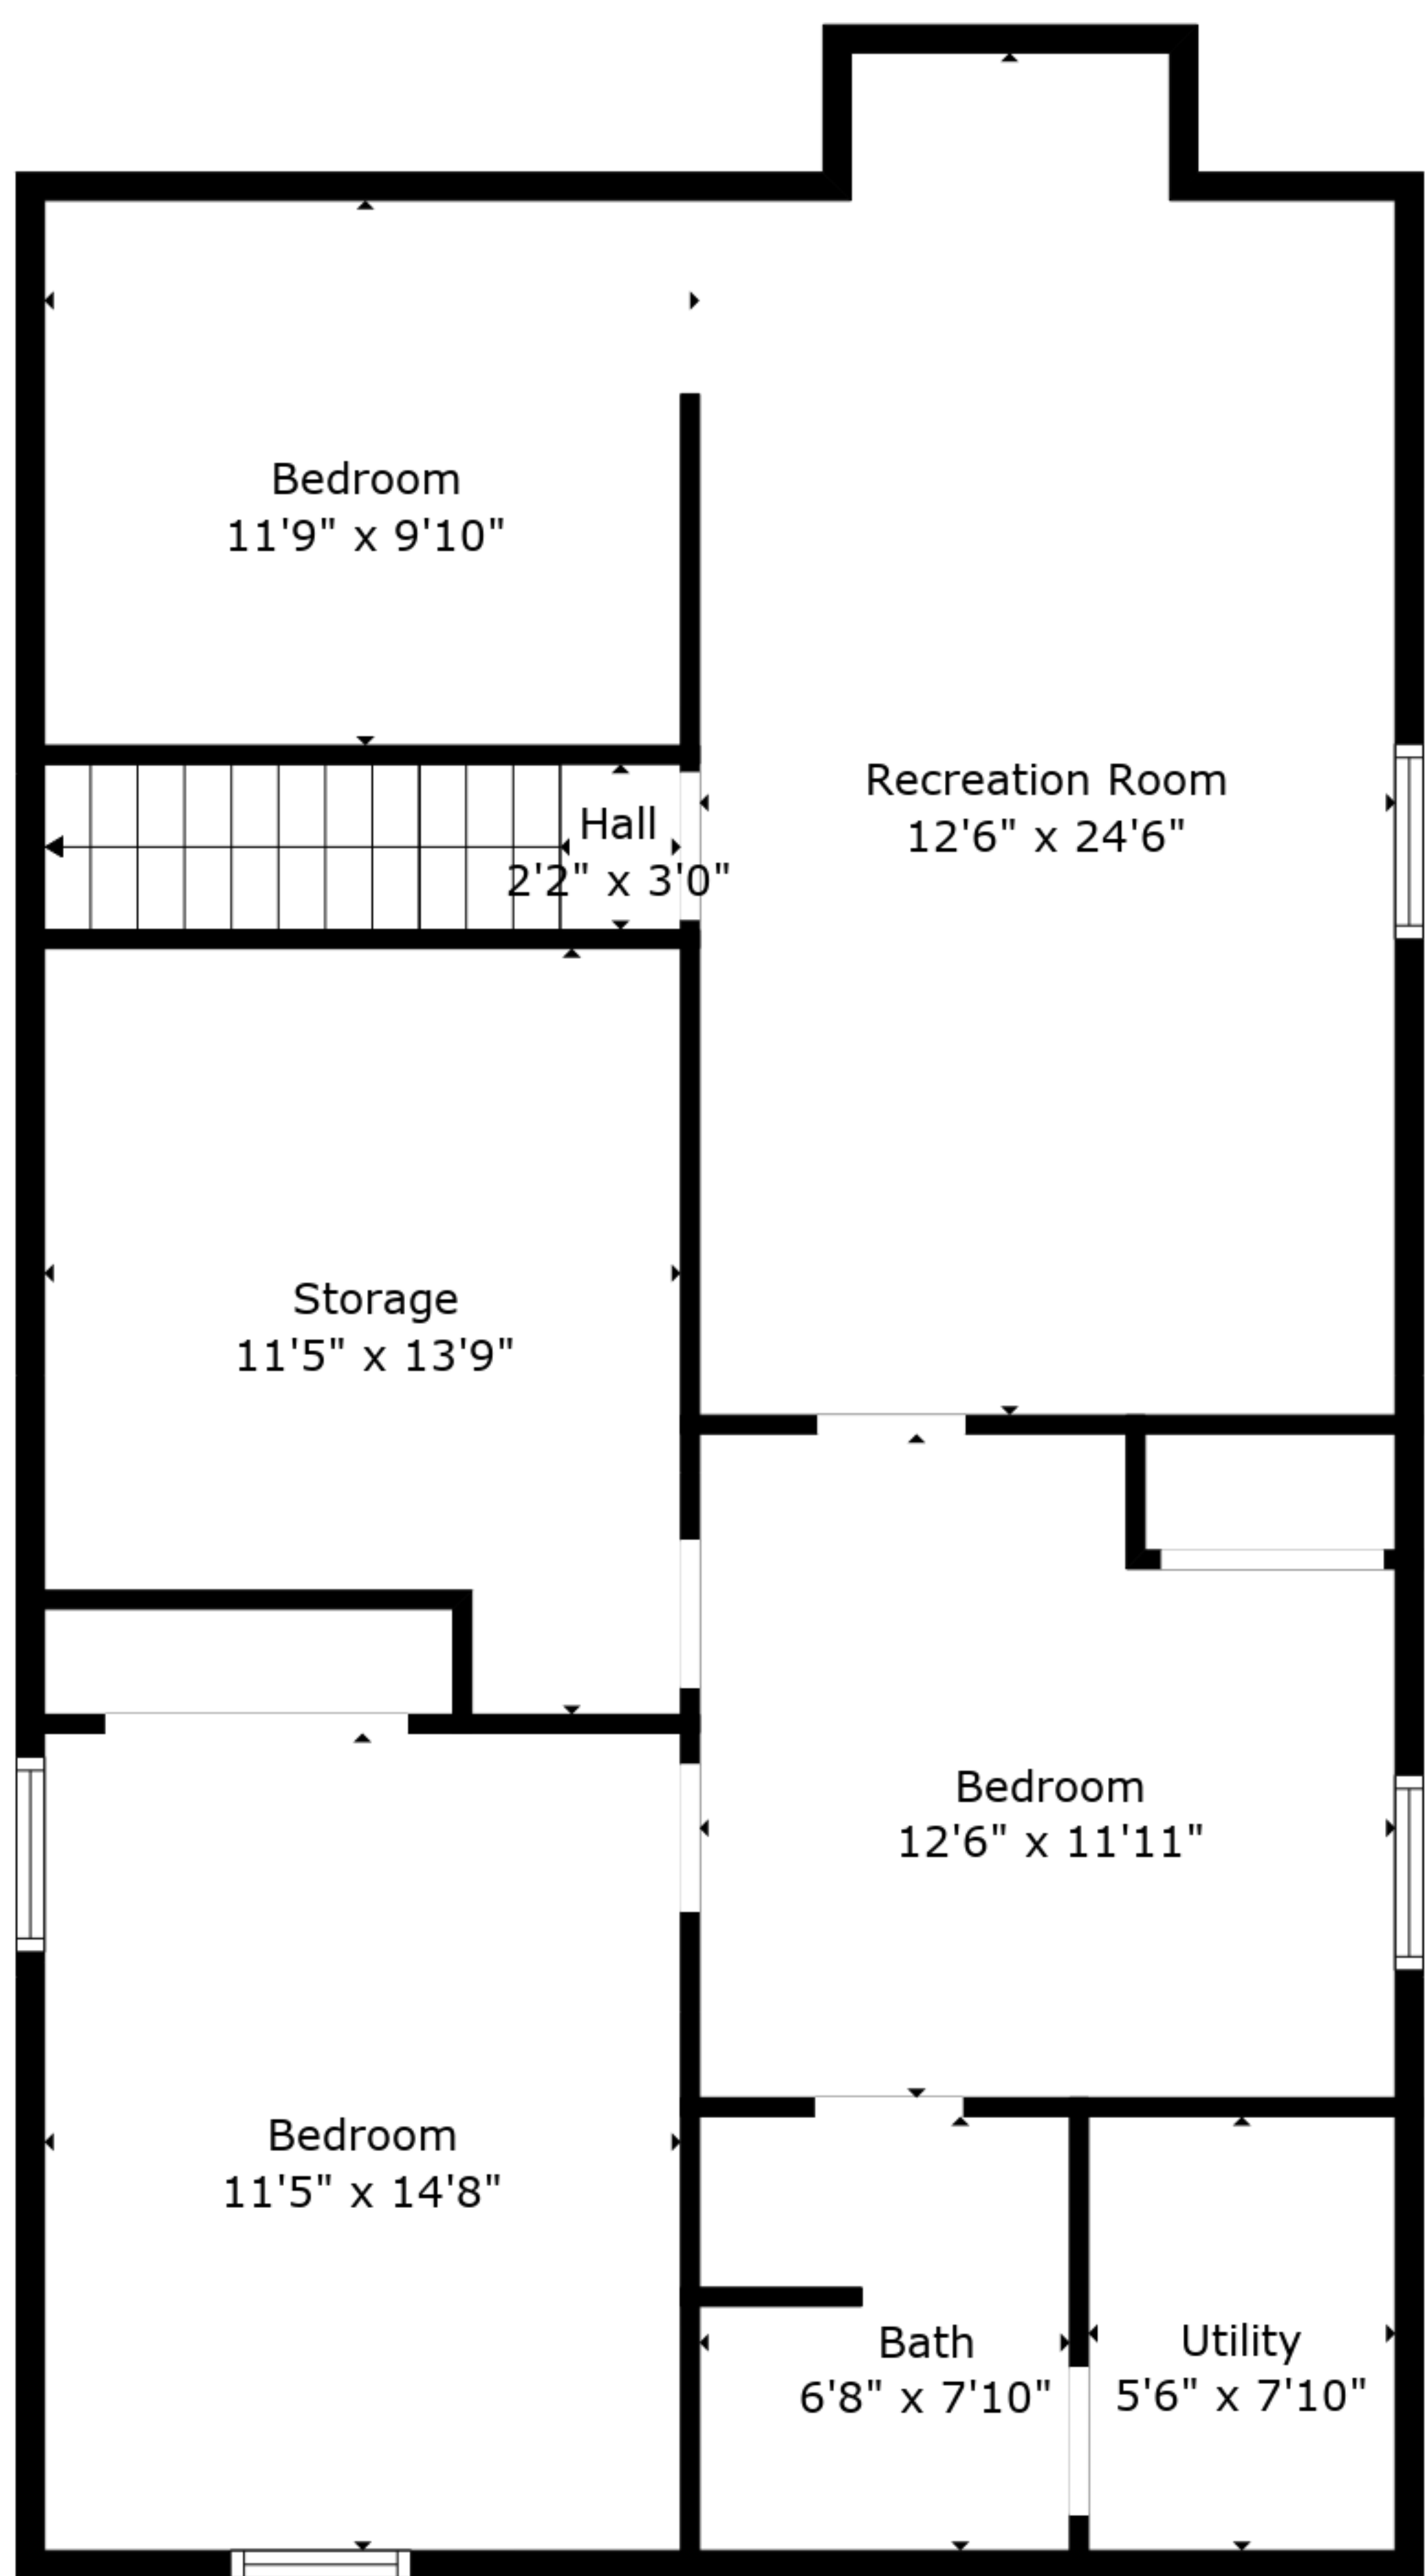 Bedroom
11'9" x 9'10"
Recreation Room
12'6" x 24'6"
Hall
2'2" x 3'0"
Storage
11'5" x 13'9"
Bedroom
12'6" x 11'11"
Bedroom
11'5" x 14'8"
Bath
6'8" x 7'10"
Utility
5'6" x 7'10"